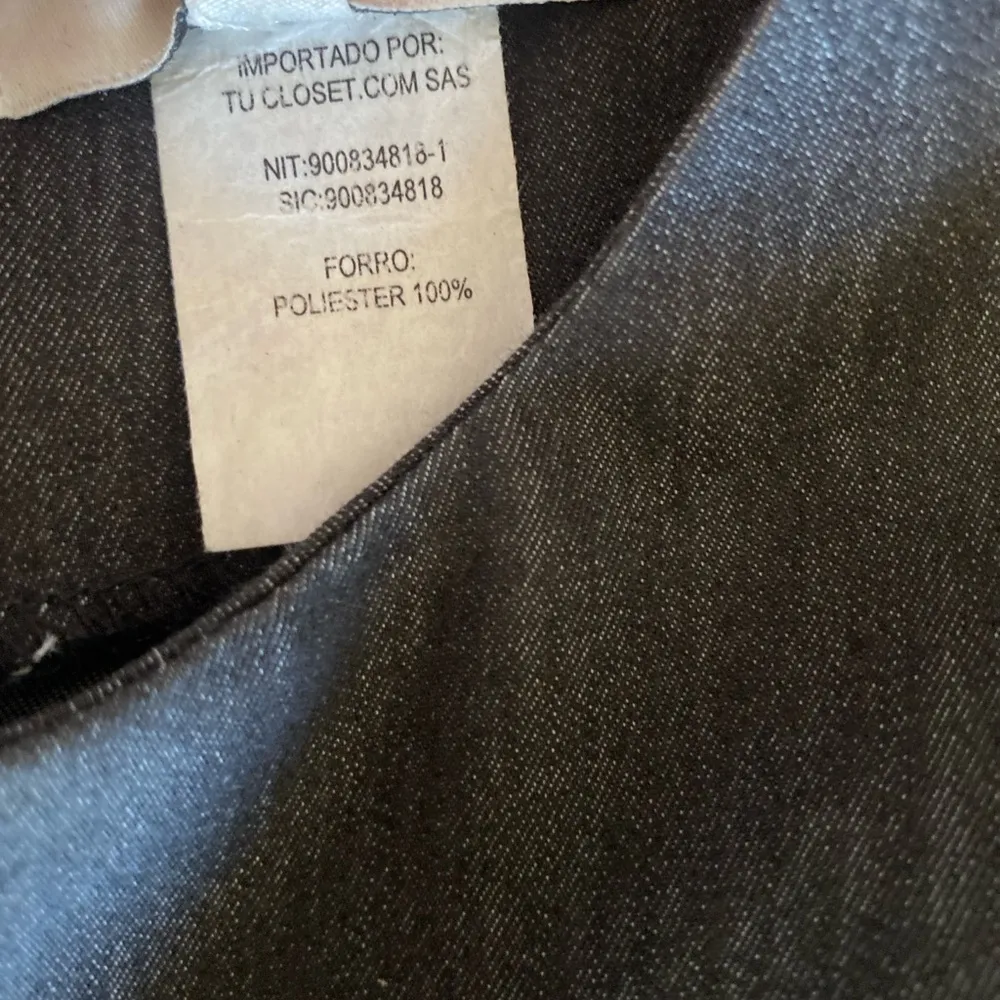 IMPORTADO POR:
TU CLOSET.COM SAS
NIT:900834818-1
SIC:900834818
FORRO:
POLIESTER 100%